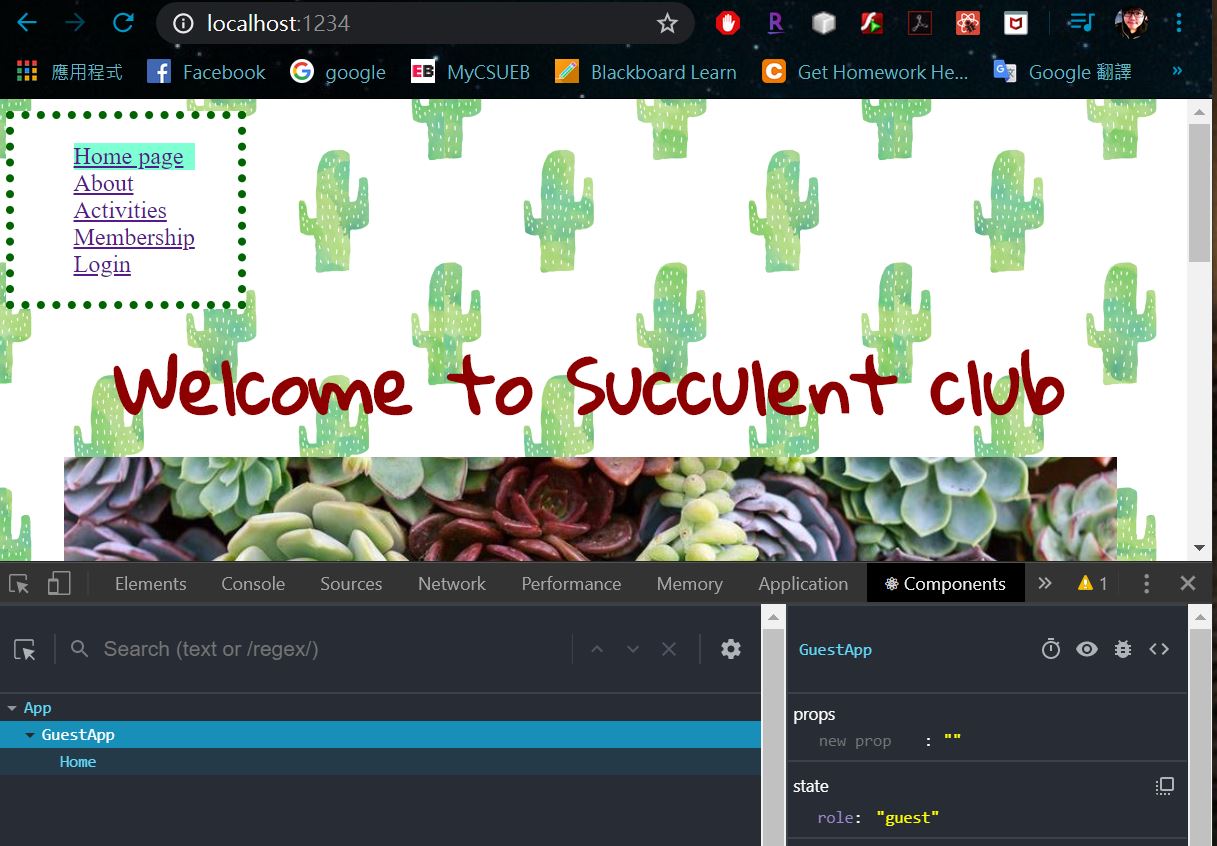 localhost:1234
應用程式 Facebook google MyCSUEB Blackboard Learn Get Homework He... Google 翻譯 »
Home page
About
Activities
Membership
Login
Welcome to Succulent club
Elements Console Sources Network Performance Memory Application Components » 1
Search (text or /regex/)
GuestApp
App
GuestApp
Home
props
new prop : ""
state
role: "guest"